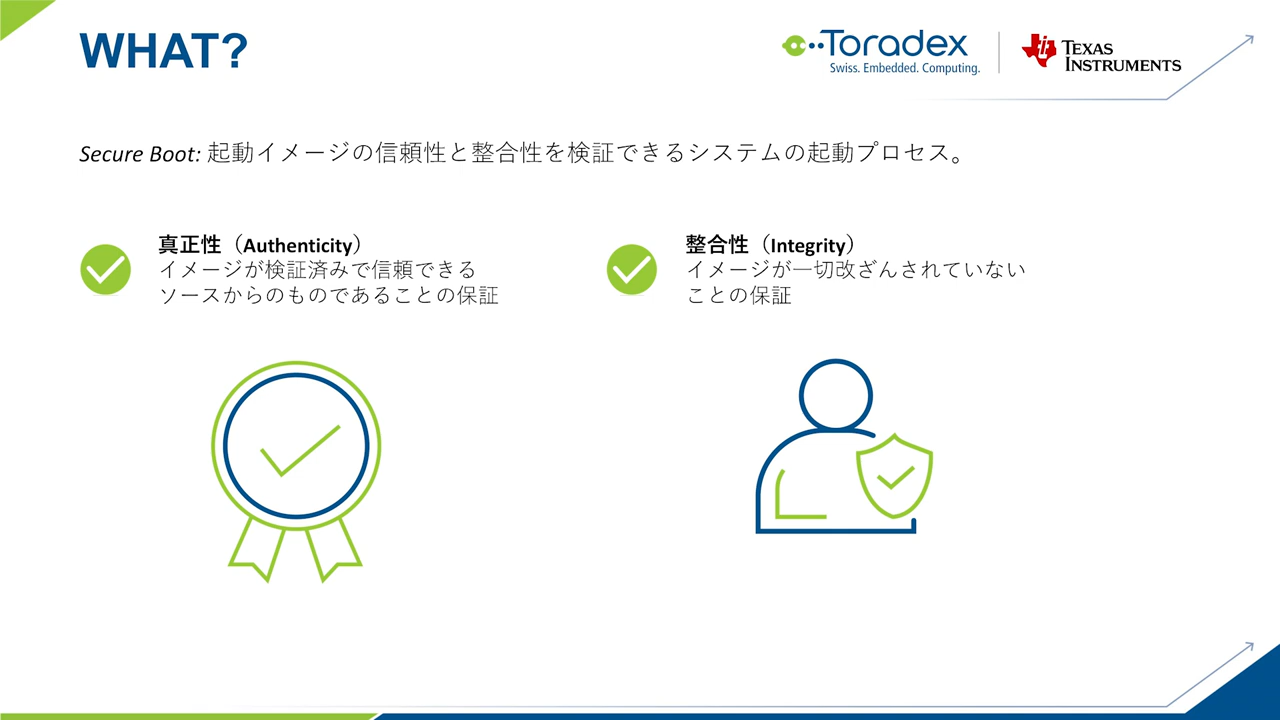 WHAT?
Toradex
Swiss. Embedded. Computing.
TEXAS
INSTRUMENTS
Secure Boot: 起動イメージの信頼性と整合性を検証できるシステムの起動プロセス。
真正性（Authenticity）
イメージが検証済みで信頼できる
ソースからのものであることの保証
整合性（Integrity）
イメージが一切改ざんされていない
ことの保証